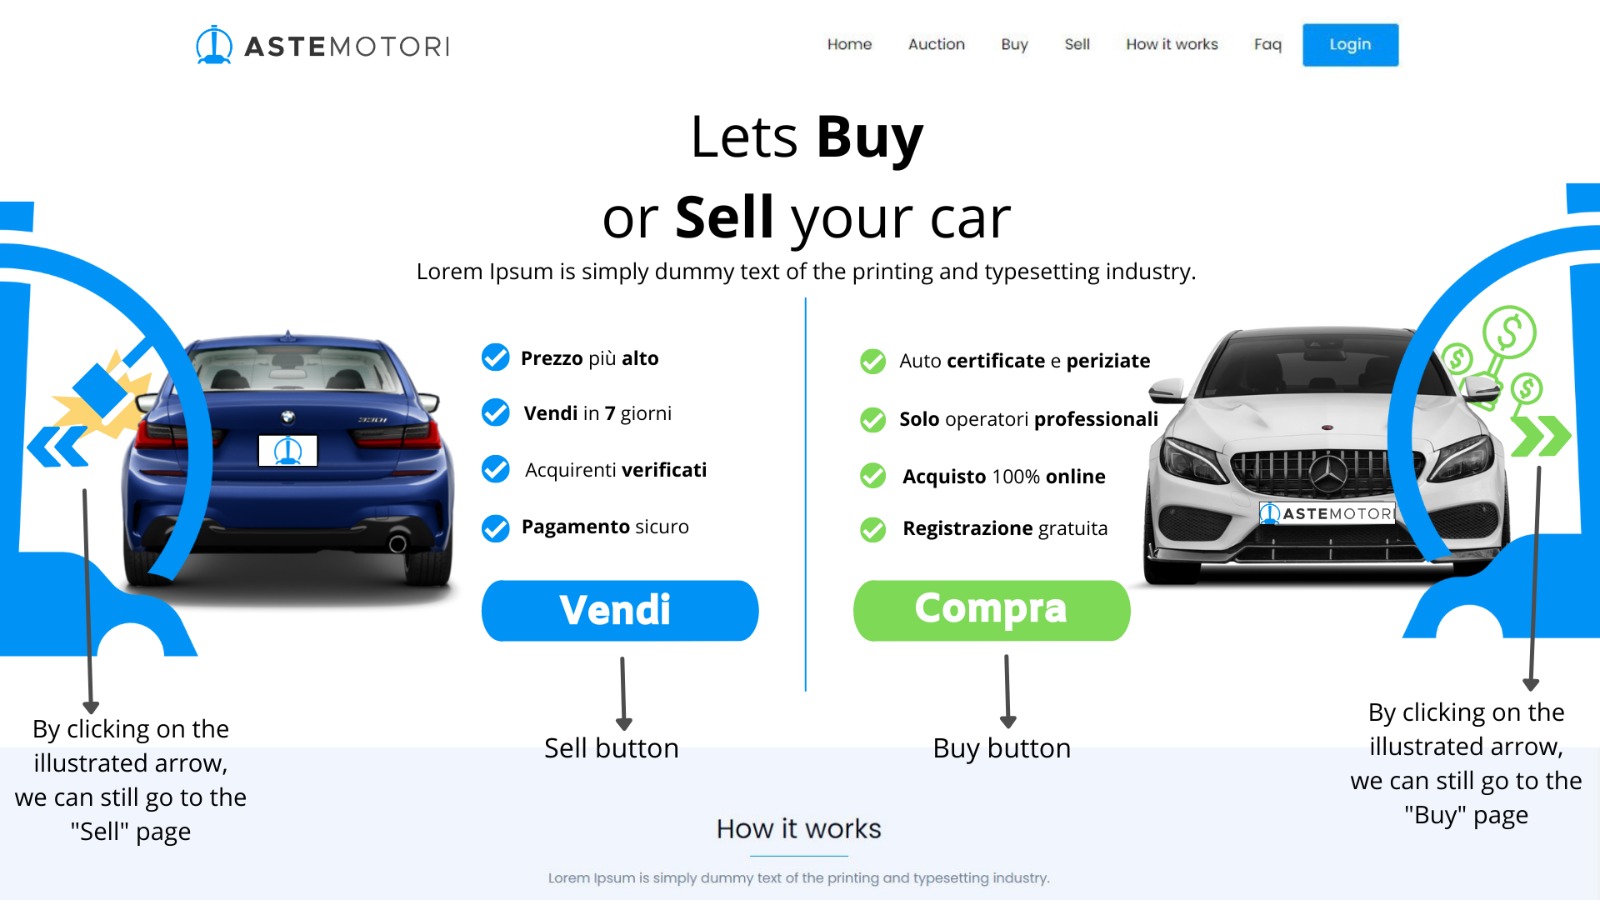 ASTEMOTORI
Home Auction Buy Sell How it works Faq Login
Lets Buy
or Sell your car
Lorem Ipsum is simply dummy text of the printing and typesetting industry.
Prezzo più alto
Vendi in 7 giorni
Acquirenti verificati
Pagamento sicuro
Vendi
Auto certificate e periziate
Solo operatori professionali
Acquisto 100% online
Registrazione gratuita
Compra
330i
ASTEMOTORI
By clicking on the
illustrated arrow,
we can still go to the
"Sell" page
Sell button
Buy button
By clicking on the
illustrated arrow,
we can still go to the
"Buy" page
How it works
Lorem Ipsum is simply dummy text of the printing and typesetting industry.